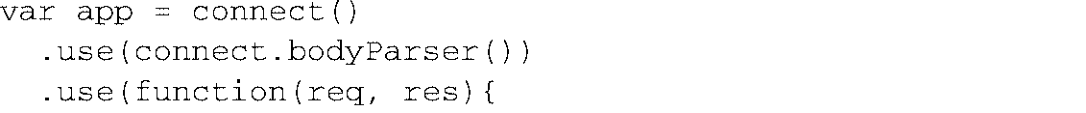 var app = connect()
  .use(connect.bodyParser())
  .use(function(req, res){